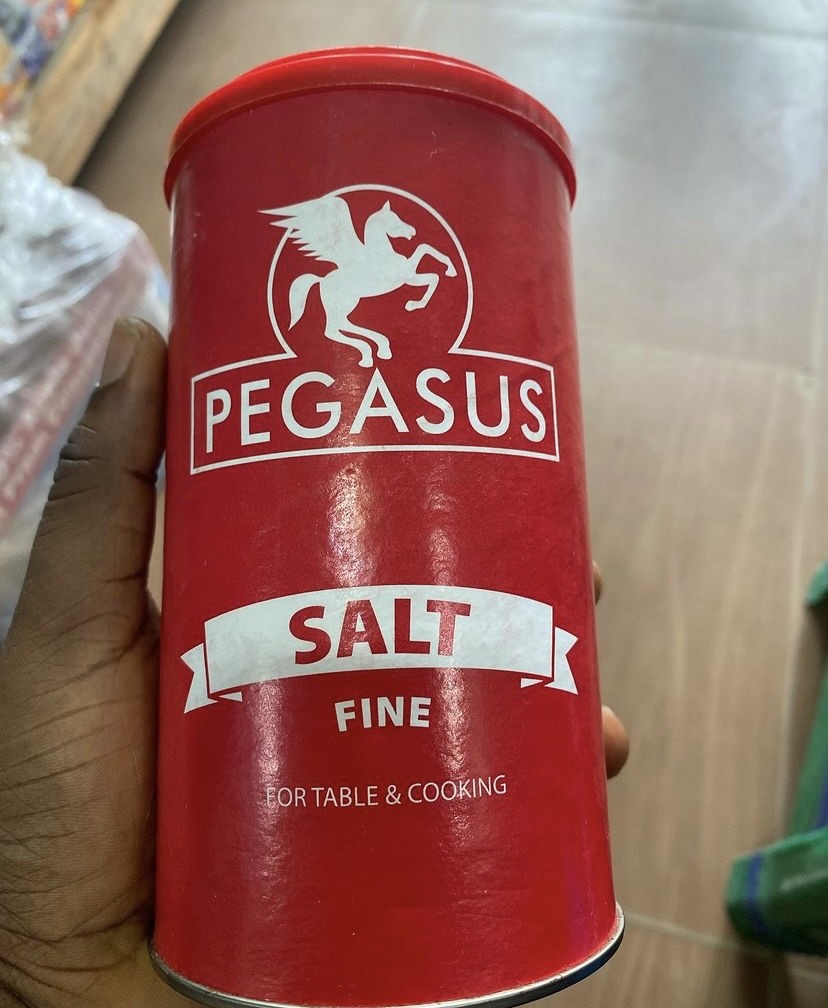 PEGASUS
SALT
FINE
FOR TABLE & COOKING